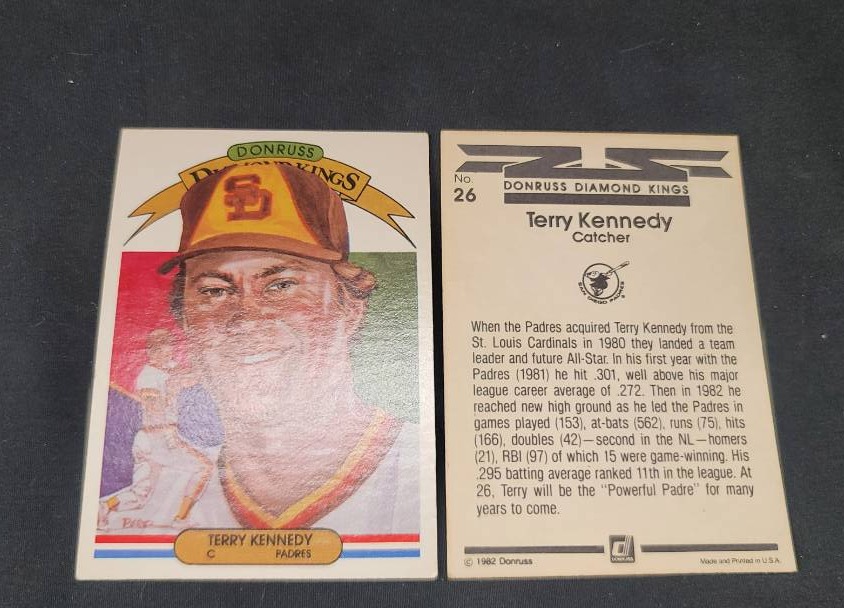 DONRUSS
DIAMOND KINGS
SD
Perez
TERRY KENNEDY
C PADRES
No.
26
DONRUSS DIAMOND KINGS
Terry Kennedy
Catcher
SAN DIEGO PADRES
When the Padres acquired Terry Kennedy from the
St. Louis Cardinals in 1980 they landed a team
leader and future All-Star. In his first year with the
Padres (1981) he hit .301, well above his major
league career average of .272. Then in 1982 he
reached new high ground as he led the Padres in
games played (153), at-bats (562), runs (75), hits
(166), doubles (42)—second in the NL—homers
(21), RBI (97) of which 15 were game-winning. His
.295 batting average ranked 11th in the league. At
26, Terry will be the "Powerful Padre" for many
years to come.
© 1982 Donruss
DONRUSS
Made and Printed in U.S.A.